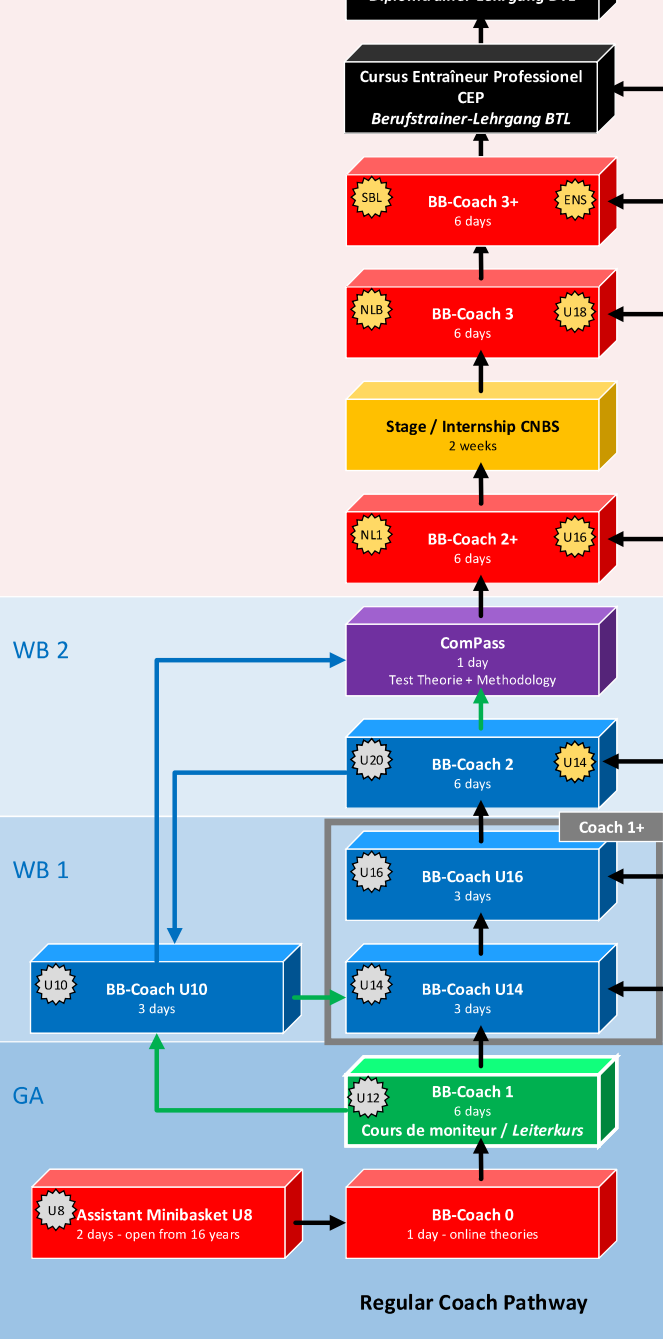 Diplomtrainer-Lehrgang DTL
Cursus Entraîneur Professionel
CEP
Berufstrainer-Lehrgang BTL
SBL
BB-Coach 3+
ENS
6 days
NLB
BB-Coach 3
U18
6 days
Stage / Internship CNBS
2 weeks
NL1
BB-Coach 2+
U16
6 days
WB 2
ComPass
1 day
Test Theorie + Methodology
U20
BB-Coach 2
U14
6 days
Coach 1+
WB 1
U16
BB-Coach U16
3 days
U10
BB-Coach U10
3 days
U14
BB-Coach U14
3 days
GA
U12
BB-Coach 1
6 days
Cours de moniteur / Leiterkurs
U8
Assistant Minibasket U8
2 days - open from 16 years
BB-Coach 0
1 day - online theories
Regular Coach Pathway